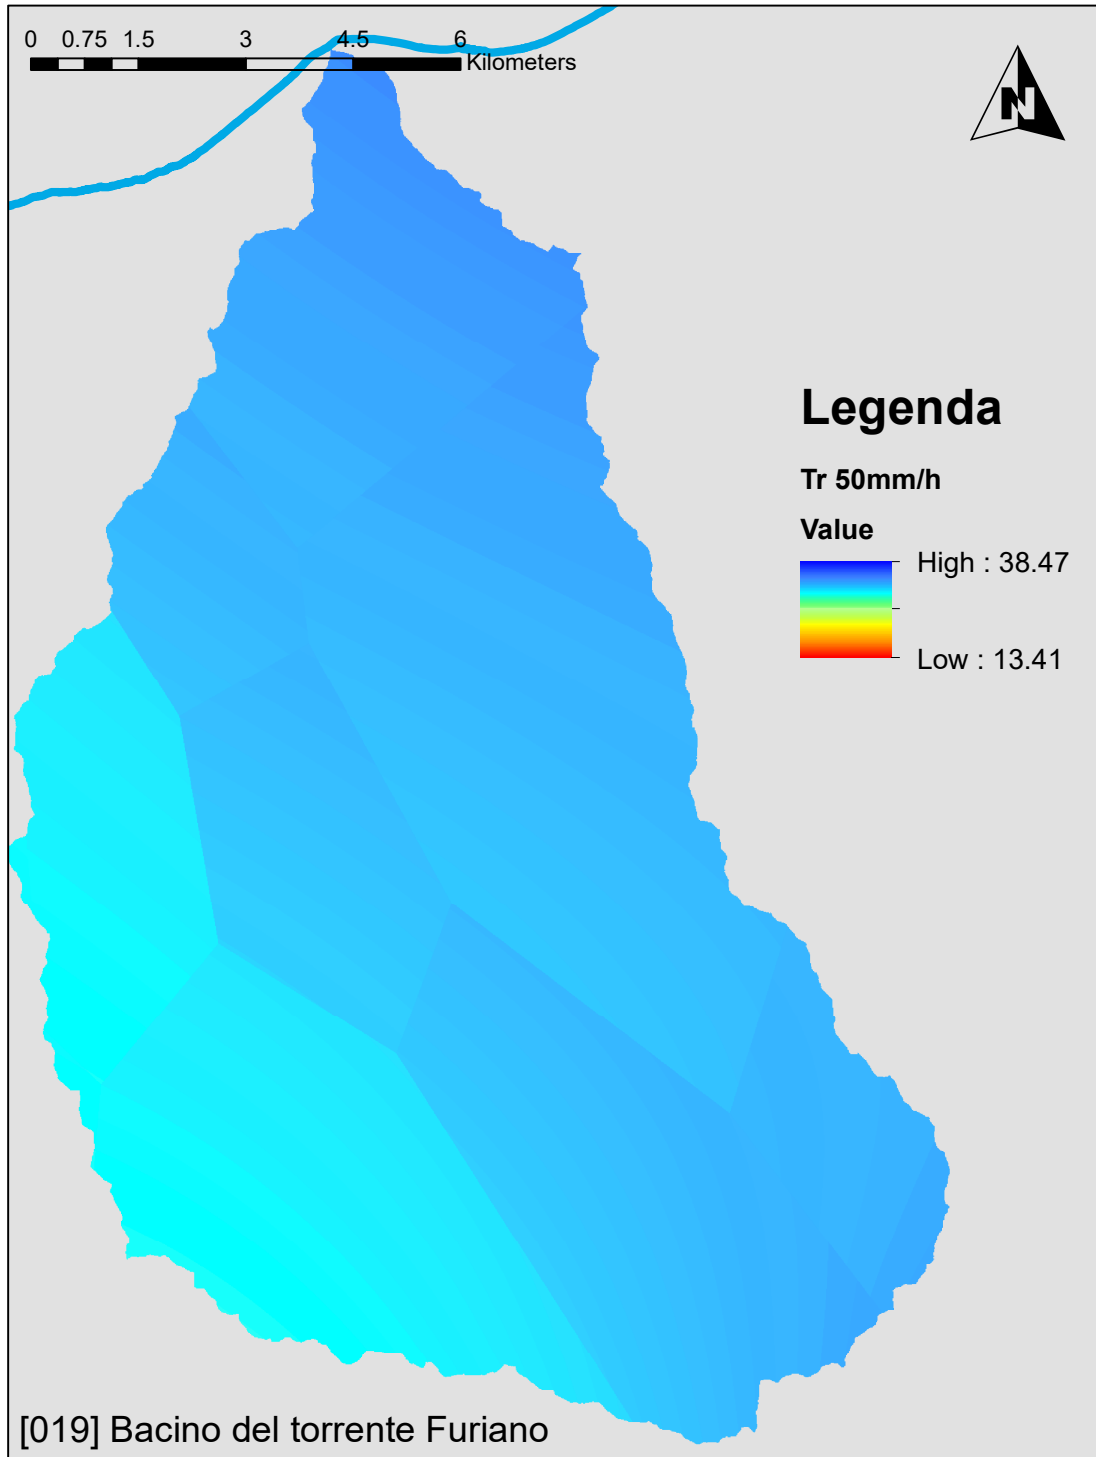 0 0.75 1.5 3 4.5 6
Kilometers
N
Legenda
Tr 50mm/h
Value
High : 38.47
Low : 13.41
[019] Bacino del torrente Furiano